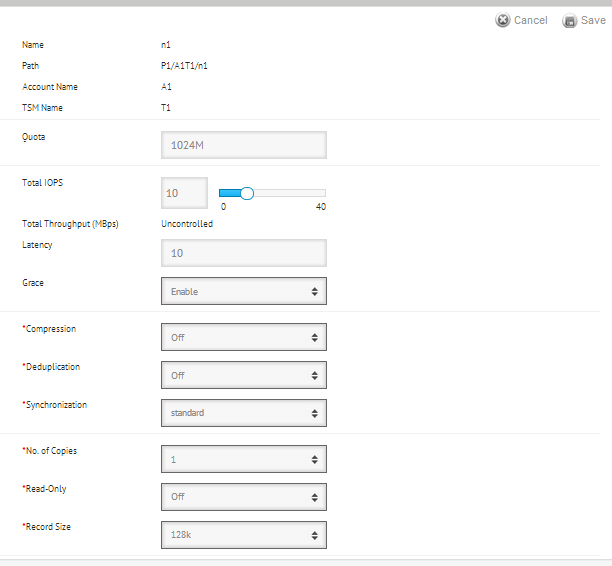 Cancel Save
Name n1
Path P1/A1T1/n1
Account Name A1
TSM Name T1
Quota 1024M
Total IOPS 10
0 40
Total Throughput (MBps) Uncontrolled
Latency 10
Grace Enable
*Compression Off
*Deduplication Off
*Synchronization standard
*No. of Copies 1
*Read-Only Off
*Record Size 128k